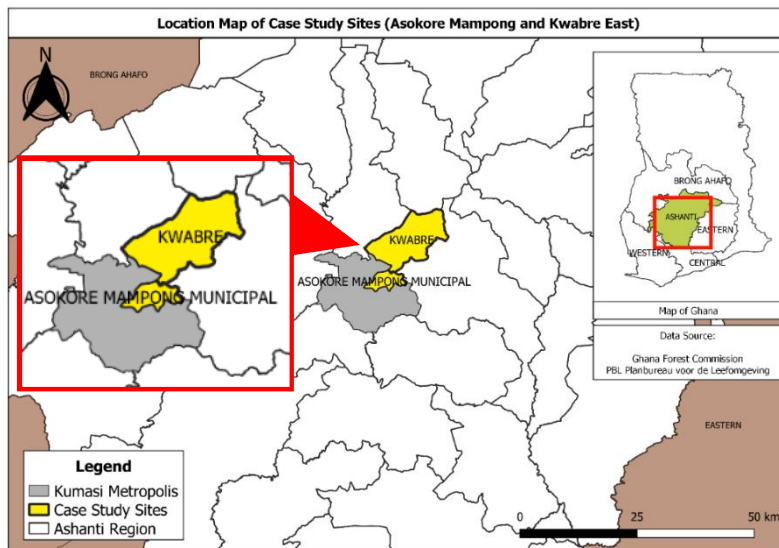 Location Map of Case Study Sites (Asokore Mampong and Kwabre East)
N
BRONG AHAFO
KWABRE
ASOKORE MAMPONG MUNICIPAL
KWABRE
ASOKORE MAMPONG MUNICIPAL
BRONG AHAFO
ASHANTI
EASTERN
WESTERN
CENTRAL
Map of Ghana
Data Source:
Ghana Forest Commission
PBL Planbureau voor de Leefomgeving
EASTERN
Legend
Kumasi Metropolis
Case Study Sites
Ashanti Region
0 25 50 km